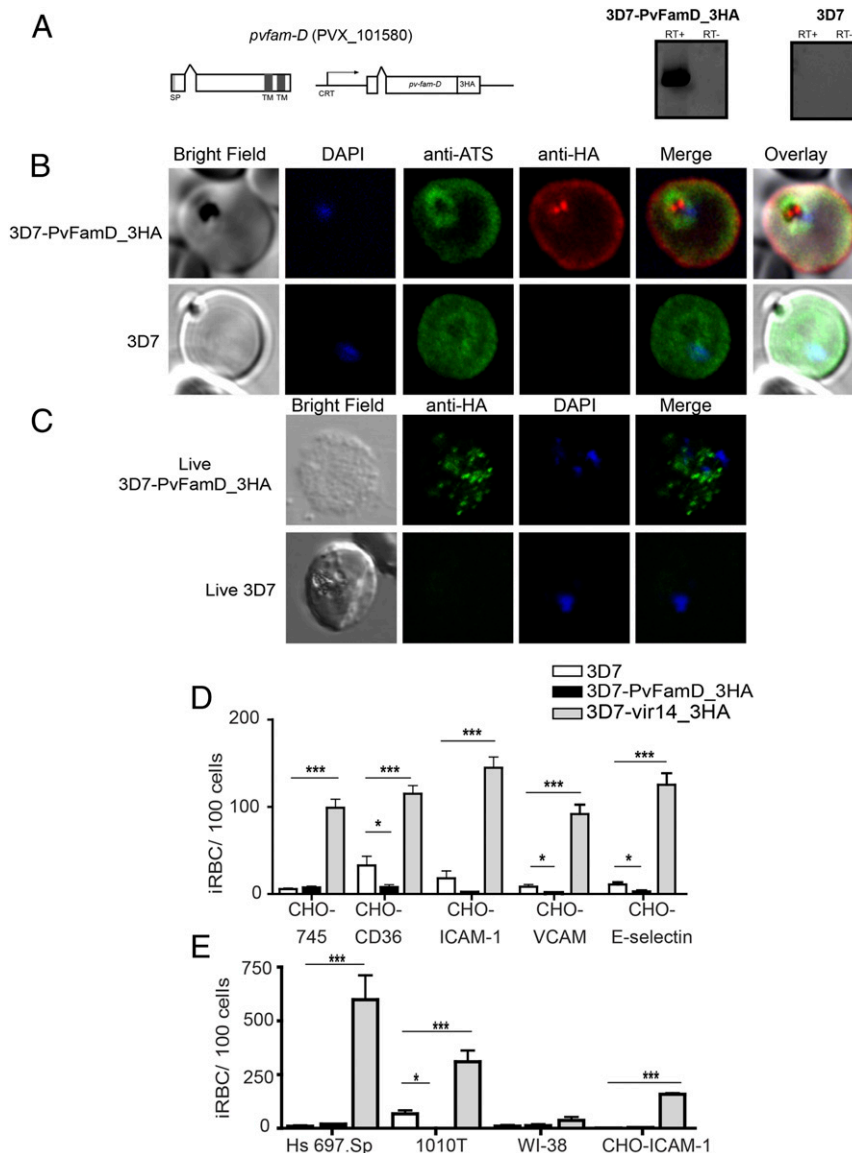 A
pvfam-D (PVX_101580)
SP
TM TM
CRT
pv-fam-D
3HA
3D7-PvFamD_3HA
RT+ RT-
3D7
RT+ RT-
B
Bright Field DAPI anti-ATS anti-HA Merge Overlay
3D7-PvFamD_3HA
3D7
C
Bright Field anti-HA DAPI Merge
Live
3D7-PvFamD_3HA
Live 3D7
D
3D7
3D7-PvFamD_3HA
3D7-vir14_3HA
iRBC/ 100 cells
200
100
0
*** *** *** *** ***
* * *
CHO- CHO- CHO- CHO- CHO-
745 CD36 ICAM-1 VCAM E-selectin
E
iRBC/ 100 cells
750
500
250
0
*** *** ***
*
Hs 697.Sp 1010T WI-38 CHO-ICAM-1